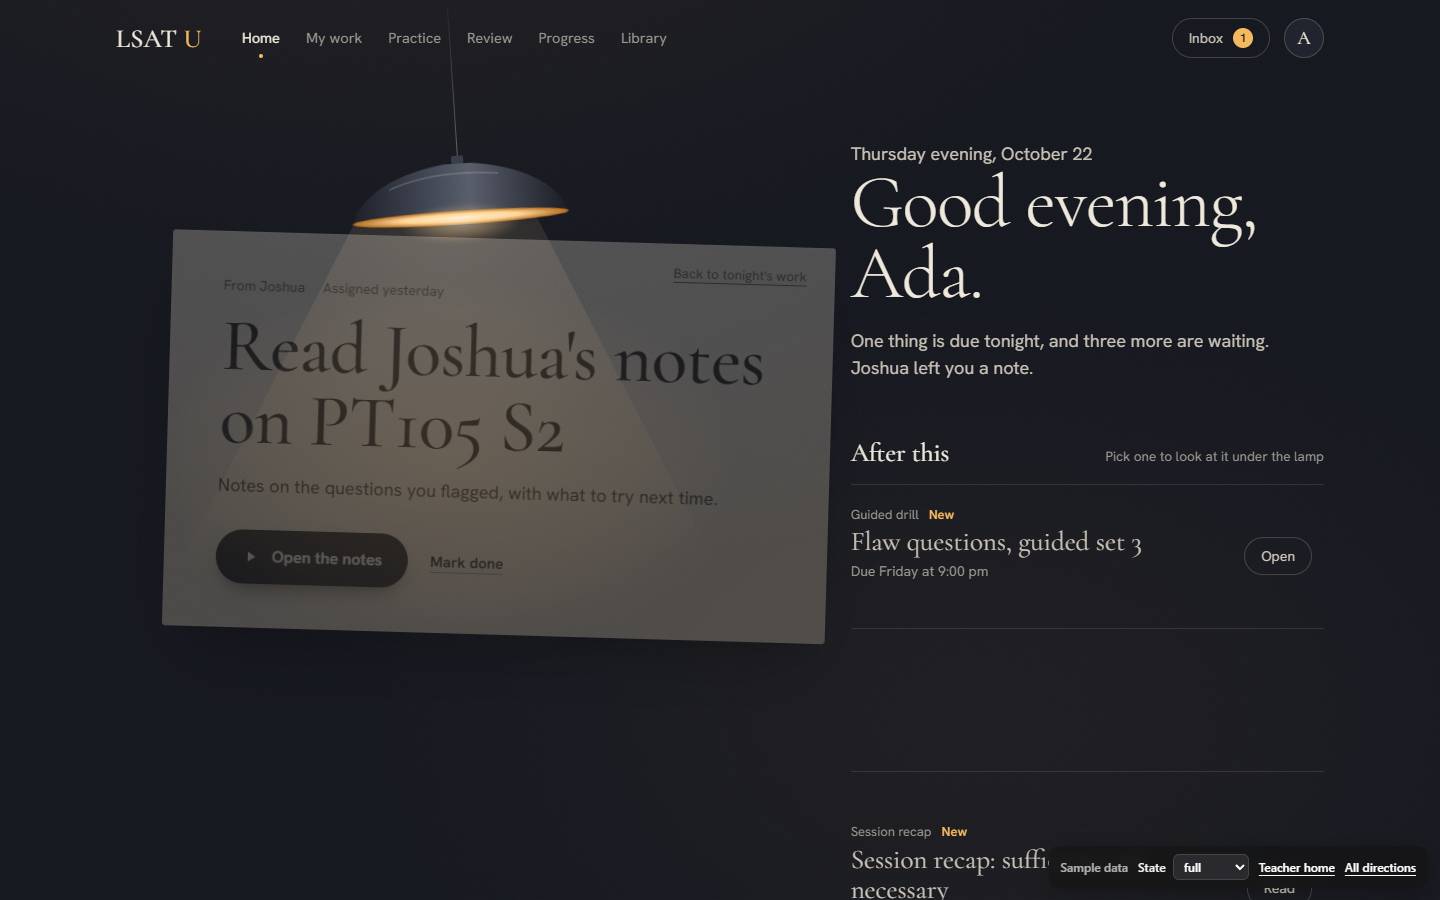 LSAT U
Home
My work
Practice
Review
Progress
Library
Inbox
1
A
Back to tonight's work
From Joshua
Assigned yesterday
Read Joshua's notes
on PT105 S2
Notes on the questions you flagged, with what to try next time.
Open the notes
Mark done
Thursday evening, October 22
Good evening,
Ada.
One thing is due tonight, and three more are waiting.
Joshua left you a note.
After this
Pick one to look at it under the lamp
Guided drill New
Flaw questions, guided set 3
Due Friday at 9:00 pm
Open
Session recap New
Session recap: suffic
necessary
Read
Sample data
State
full
Teacher home
All directions